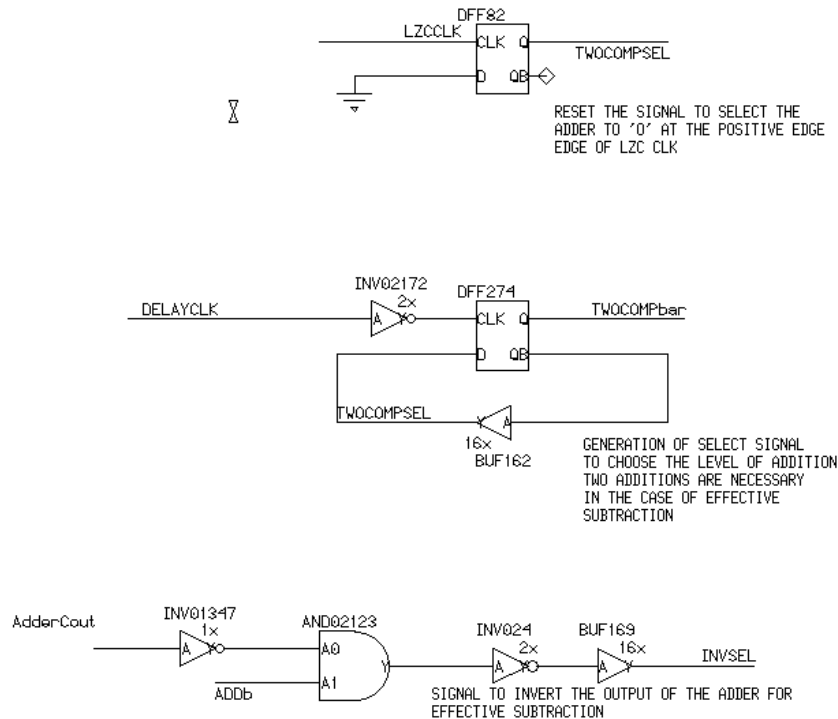 DFF82
LZCCLK
CLK Q
TWOCOMPSEL
D QB
RESET THE SIGNAL TO SELECT THE
ADDER TO '0' AT THE POSITIVE EDGE
EDGE OF LZC CLK
INV02172
2x
DFF274
DELAYCLK
A Y
CLK Q
TWOCOMPbar
D QB
TWOCOMPSEL
Y A
16x
BUF162
GENERATION OF SELECT SIGNAL
TO CHOOSE THE LEVEL OF ADDITION
TWO ADDITIONS ARE NECESSARY
IN THE CASE OF EFFECTIVE
SUBTRACTION
INV01347
1x
AND02123
AdderCout
A Y
A0
Y
A1
ADDb
INV024
2x
BUF169
16x
A Y
A Y
INVSEL
SIGNAL TO INVERT THE OUTPUT OF THE ADDER FOR
EFFECTIVE SUBTRACTION